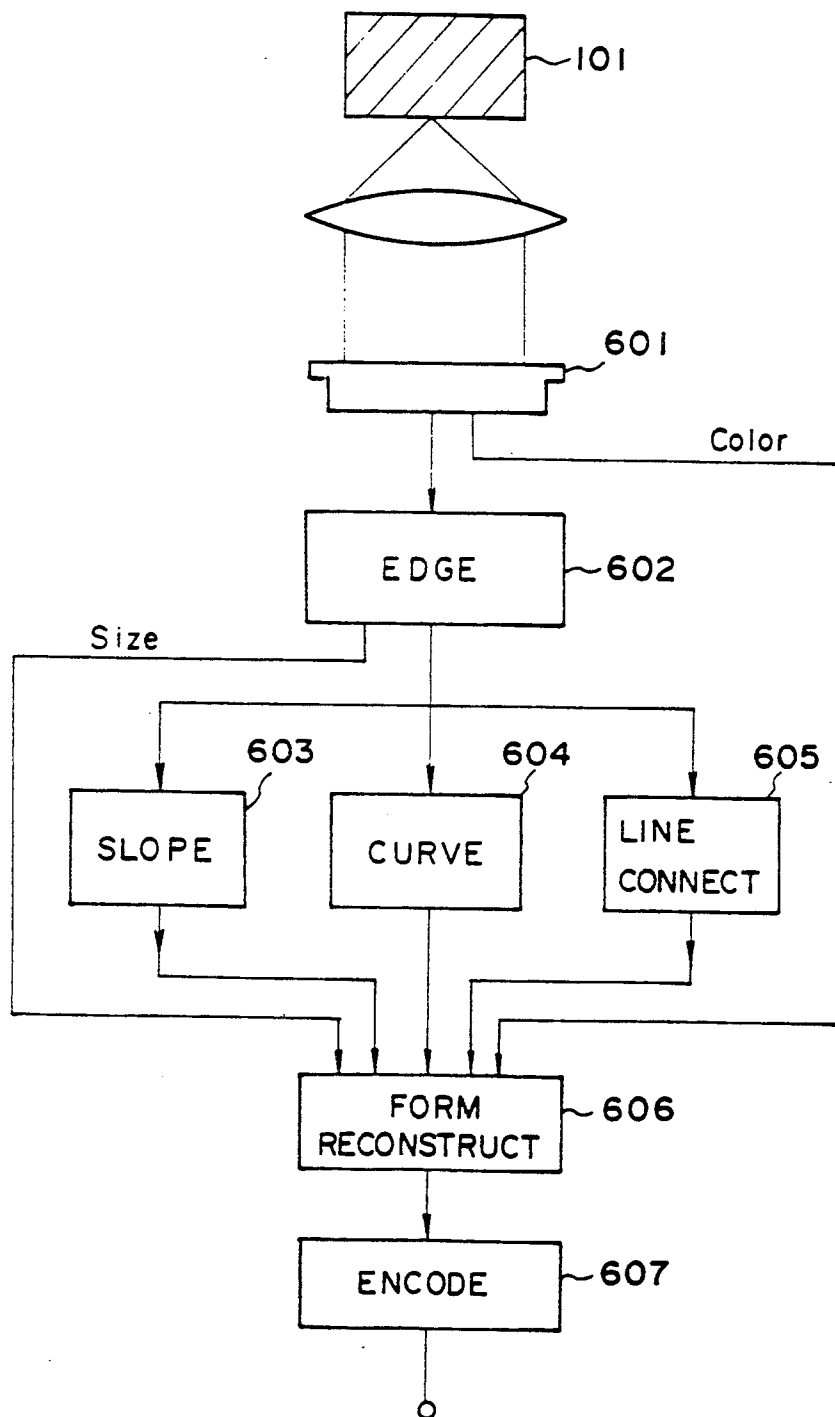 101
601
Color
EDGE
602
Size
603
604
605
SLOPE
CURVE
LINE
CONNECT
FORM
RECONSTRUCT
606
ENCODE
607